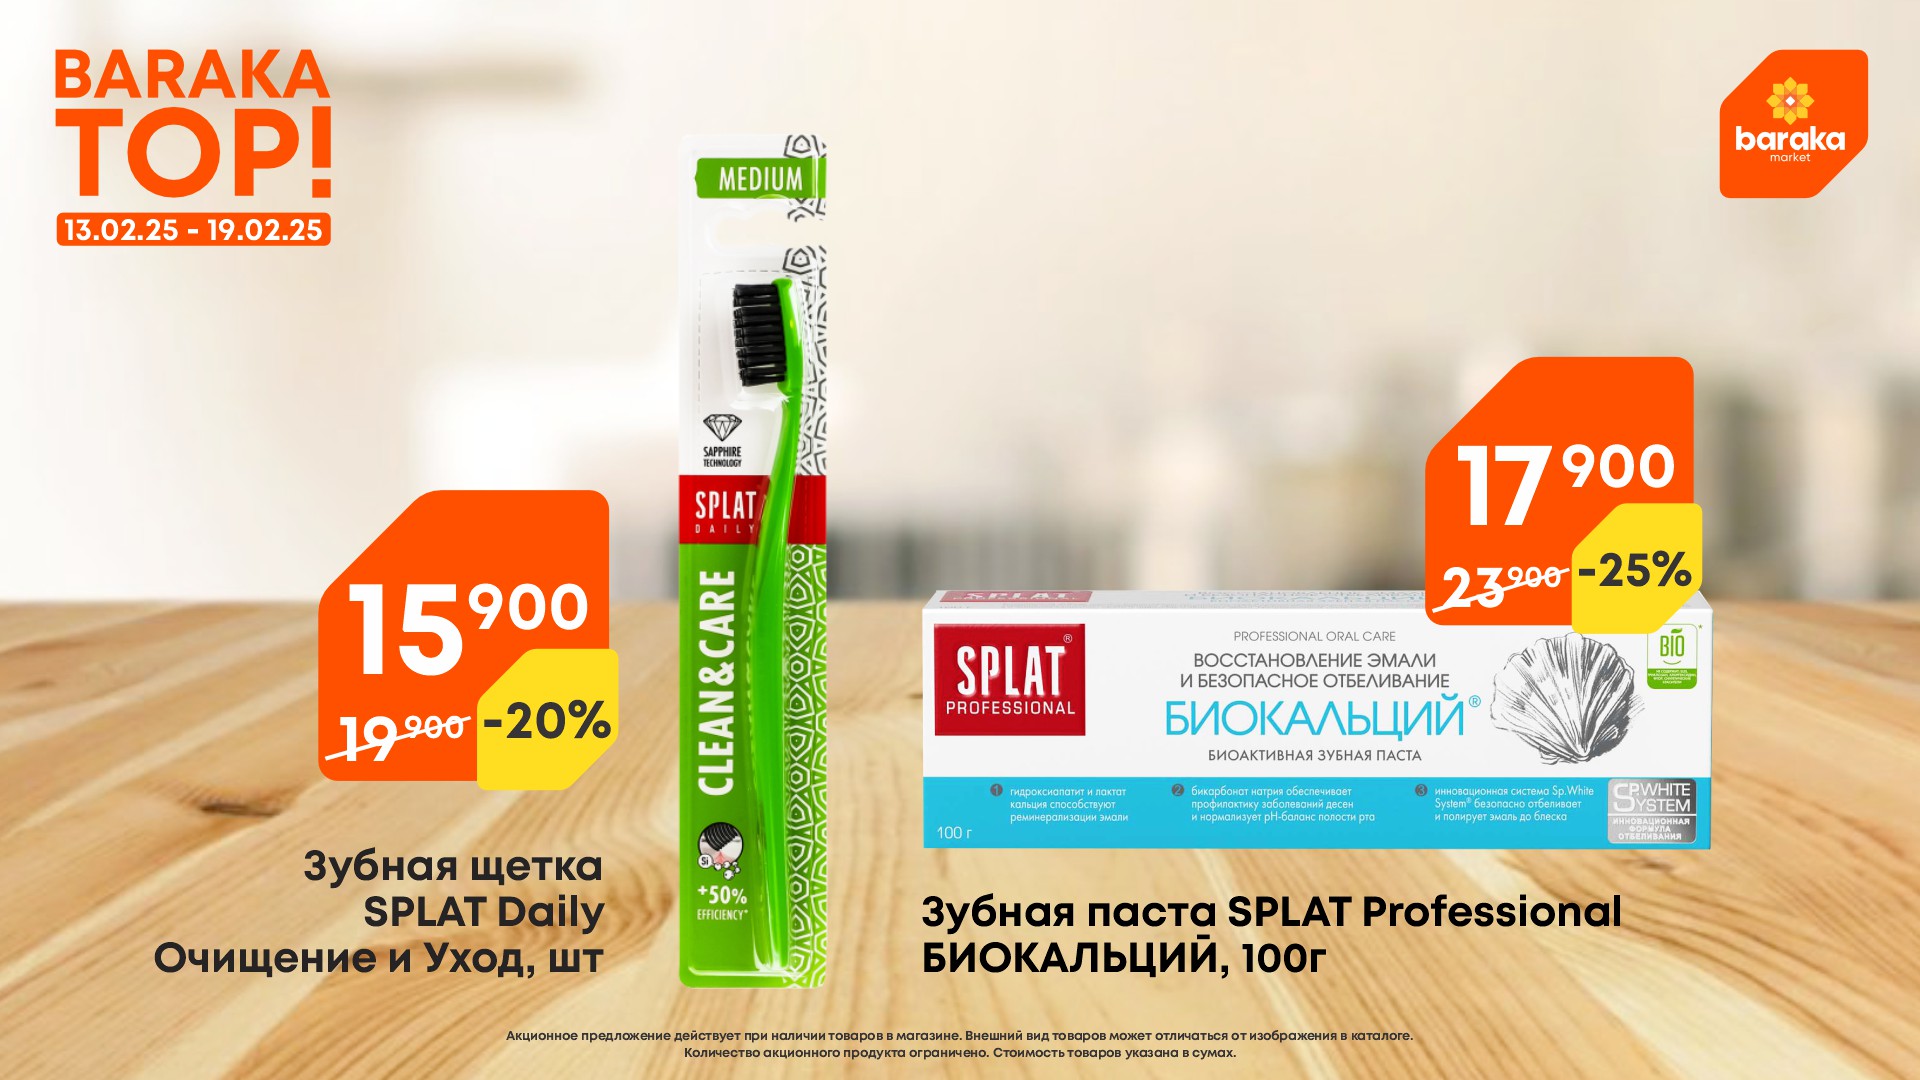 BARAKA
TOP!
13.02.25 - 19.02.25
baraka
market
MEDIUM
SAPPHIRE
TECHNOLOGY
SPLAT
DAILY
CLEAN&CARE
Si
+50%
EFFICIENCY*
15 900
19 900
-20%
Зубная щетка
SPLAT Daily
Очищение и Уход, шт
17 900
23 900
-25%
SPLAT
SPLAT®
PROFESSIONAL
PROFESSIONAL ORAL CARE
ВОССТАНОВЛЕНИЕ ЭМАЛИ
И БЕЗОПАСНОЕ ОТБЕЛИВАНИЕ
БИОКАЛЬЦИЙ®
БИОАКТИВНАЯ ЗУБНАЯ ПАСТА
BIO*
1 гидроксиапатит и лактат
кальция способствуют
реминерализации эмали
2 бикарбонат натрия обеспечивает
профилактику заболеваний десен
и нормализует pH-баланс полости рта
3 инновационная система Sp.White
System® безопасно отбеливает
и полирует эмаль до блеска
SP.WHITE
SYSTEM
ИННОВАЦИОННАЯ
ФОРМУЛА
ОТБЕЛИВАНИЯ
100 г
Зубная паста SPLAT Professional
БИОКАЛЬЦИЙ, 100г
Акционное предложение действует при наличии товаров в магазине. Внешний вид товаров может отличаться от изображения в каталоге.
Количество акционного продукта ограничено. Стоимость товаров указана в сумах.